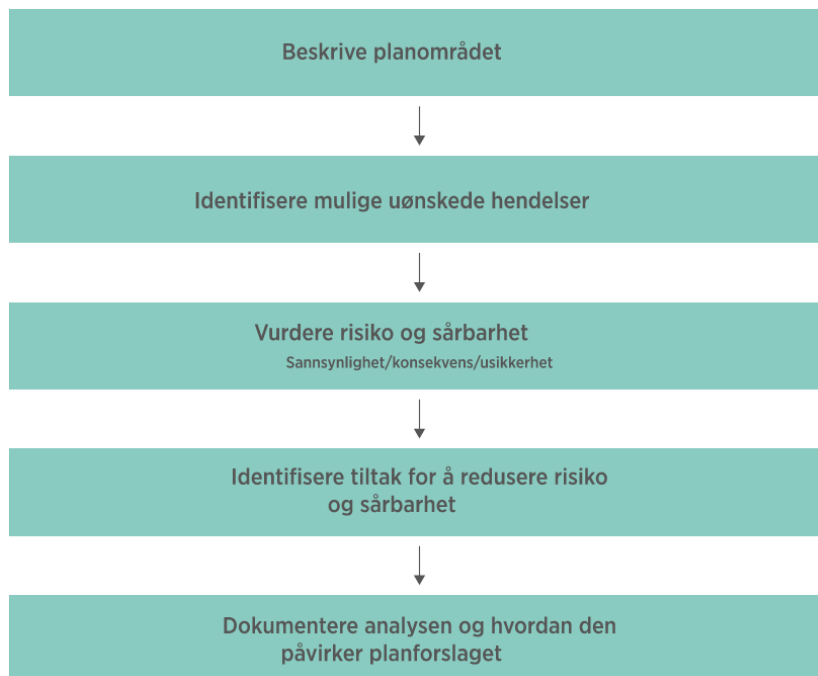 Beskrive planområdet
Identifisere mulige uønskede hendelser
Vurdere risiko og sårbarhet
Sannsynlighet/konsekvens/usikkerhet
Identifisere tiltak for å redusere risiko
og sårbarhet
Dokumentere analysen og hvordan den
påvirker planforslaget